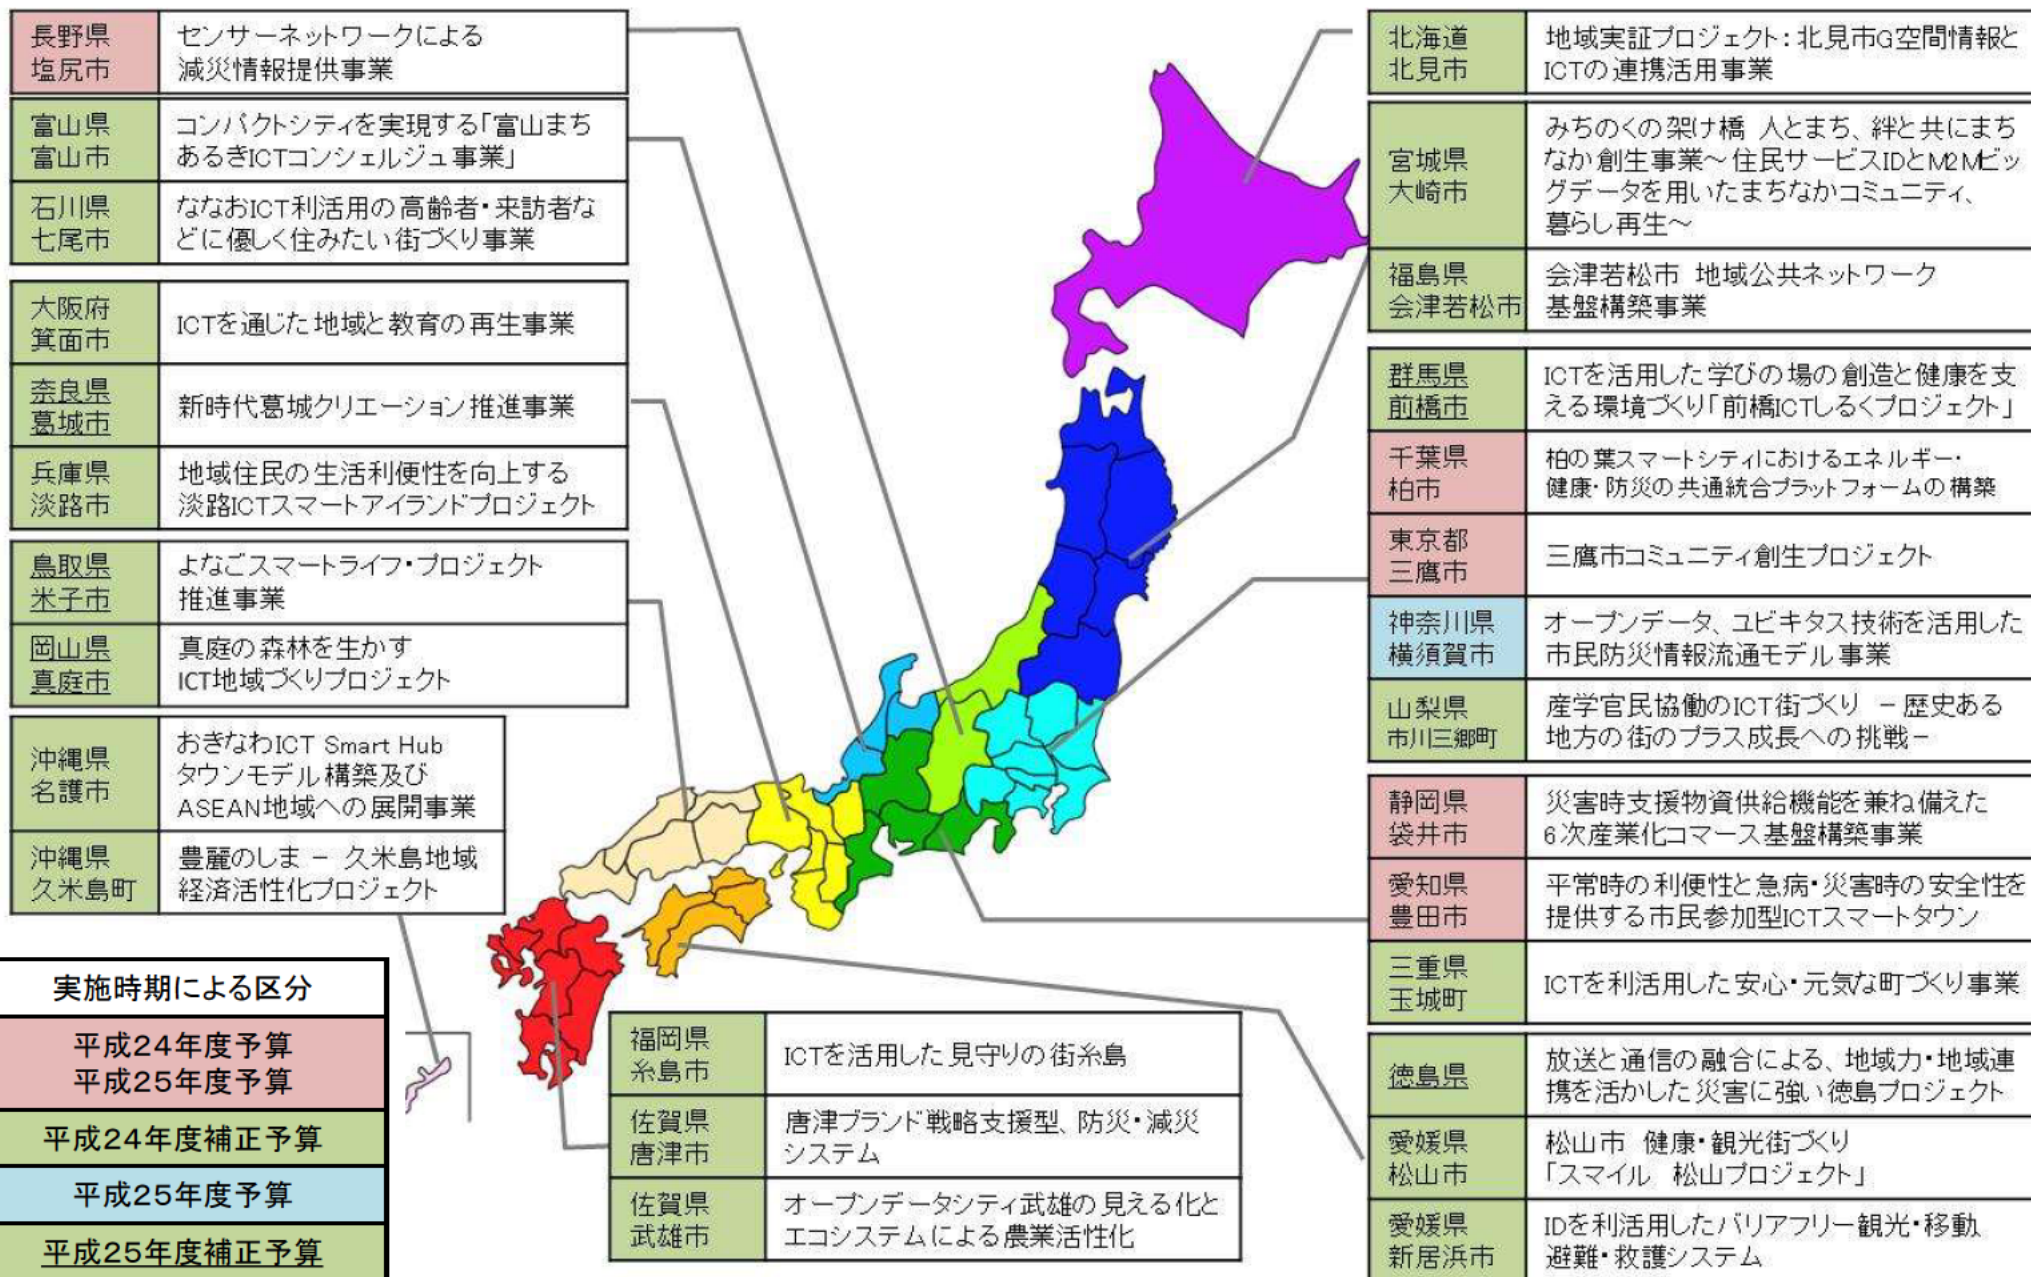 長野県
塩尻市
センサーネットワークによる
減災情報提供事業
富山県
富山市
コンパクトシティを実現する「富山まち
あるきICTコンシェルジュ事業」
石川県
七尾市
ななおICT利活用の高齢者・来訪者な
どに優しく住みたい街づくり事業
大阪府
箕面市
ICTを通じた地域と教育の再生事業
奈良県
葛城市
新時代葛城クリエーション推進事業
兵庫県
淡路市
地域住民の生活利便性を向上する
淡路ICTスマートアイランドプロジェクト
鳥取県
米子市
よなごスマートライフ・プロジェクト
推進事業
岡山県
真庭市
真庭の森林を生かす
ICT地域づくりプロジェクト
沖縄県
名護市
おきなわICT Smart Hub
タウンモデル構築及び
ASEAN地域への展開事業
沖縄県
久米島町
豊麗のしま － 久米島地域
経済活性化プロジェクト
実施時期による区分
平成24年度予算
平成25年度予算
平成24年度補正予算
平成25年度予算
平成25年度補正予算
福岡県
糸島市
ICTを活用した見守りの街糸島
佐賀県
唐津市
唐津ブランド戦略支援型、防災・減災
システム
佐賀県
武雄市
オープンデータシティ武雄の見える化と
エコシステムによる農業活性化
北海道
北見市
地域実証プロジェクト：北見市G空間情報と
ICTの連携活用事業
宮城県
大崎市
みちのくの架け橋 人とまち、絆と共にまち
なか創生事業～住民サービスIDとM2Mビッ
グデータを用いたまちなかコミュニティ、
暮らし再生～
福島県
会津若松市
会津若松市 地域公共ネットワーク
基盤構築事業
群馬県
前橋市
ICTを活用した学びの場の創造と健康を支
える環境づくり「前橋ICTしるくプロジェクト」
千葉県
柏市
柏の葉スマートシティにおけるエネルギー・
健康・防災の共通統合プラットフォームの構築
東京都
三鷹市
三鷹市コミュニティ創生プロジェクト
神奈川県
横須賀市
オープンデータ、ユビキタス技術を活用した
市民防災情報流通モデル事業
山梨県
市川三郷町
産学官民協働のICT街づくり －歴史ある
地方の街のプラス成長への挑戦－
静岡県
袋井市
災害時支援物資供給機能を兼ね備えた
6次産業化コマース基盤構築事業
愛知県
豊田市
平常時の利便性と急病・災害時の安全性を
提供する市民参加型ICTスマートタウン
三重県
玉城町
ICTを利活用した安心・元気な町づくり事業
徳島県
放送と通信の融合による、地域力・地域連
携を活かした災害に強い徳島プロジェクト
愛媛県
松山市
松山市 健康・観光街づくり
「スマイル 松山プロジェクト」
愛媛県
新居浜市
IDを利活用したバリアフリー観光・移動
避難・救護システム